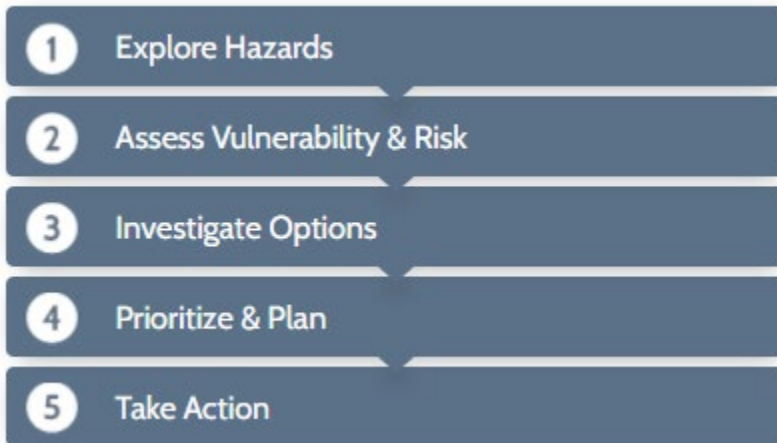 1 Explore Hazards
2 Assess Vulnerability & Risk
3 Investigate Options
4 Prioritize & Plan
5 Take Action